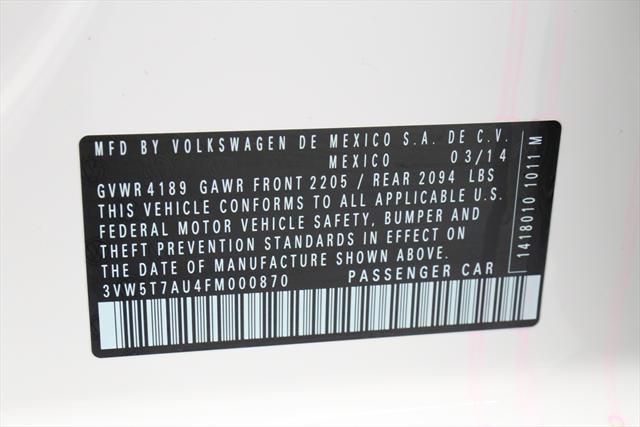 MFD BY VOLKSWAGEN DE MEXICO S.A. DE C.V.
MEXICO 03/14
GVWR 4189 GAWR FRONT 2205 / REAR 2094 LBS
THIS VEHICLE CONFORMS TO ALL APPLICABLE U.S.
FEDERAL MOTOR VEHICLE SAFETY, BUMPER AND
THEFT PREVENTION STANDARDS IN EFFECT ON
THE DATE OF MANUFACTURE SHOWN ABOVE.
3VW5T7AU4FM000870 PASSENGER CAR
1418010 1011 M